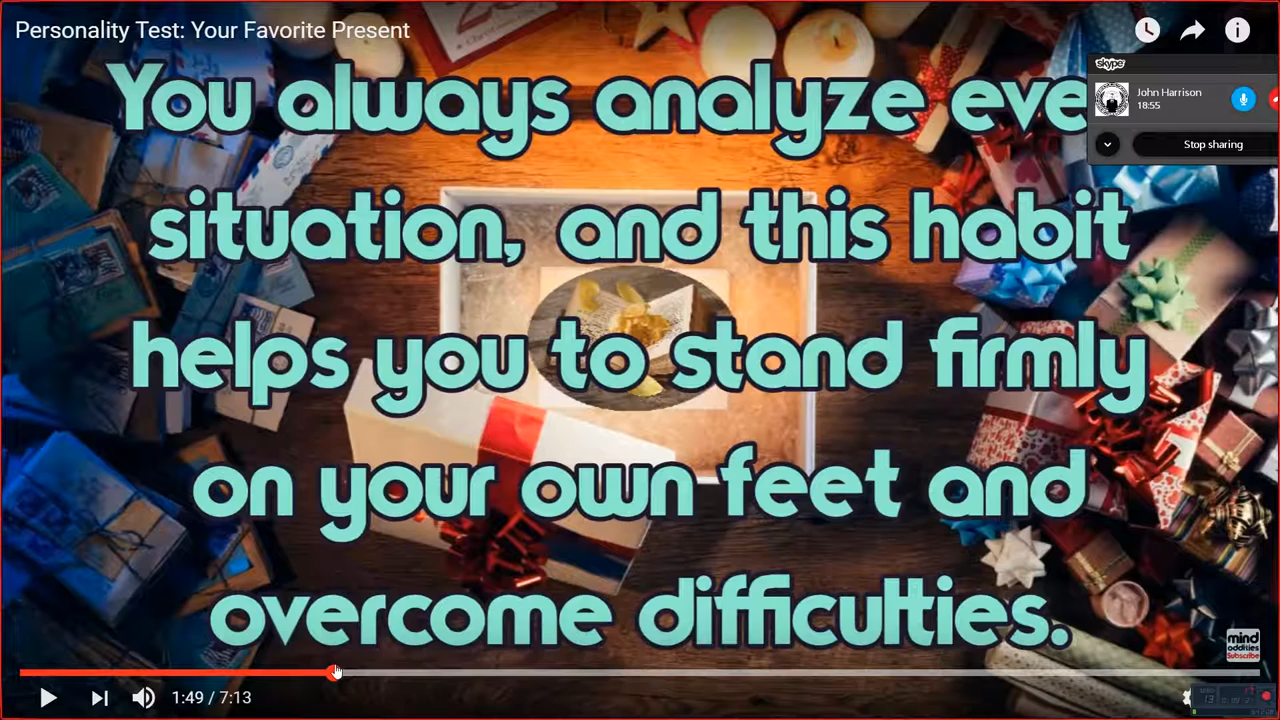 Personality Test: Your Favorite Present
skype
John Harrison
18:55
Stop sharing
You always analyze eve
situation, and this habit
helps you to stand firmly
on your own feet and
overcome difficulties.
mind
oddities
Subscribe
1:49 / 7:13
13